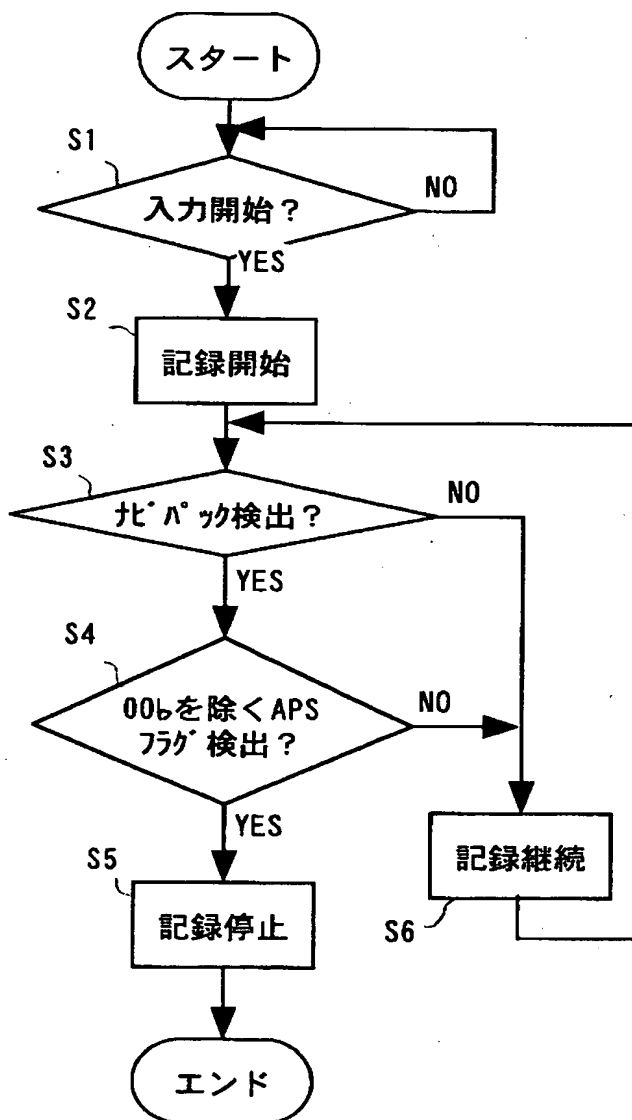 スタート
S1
入力開始？
NO
YES
S2
記録開始
S3
ﾅﾋﾞﾊﾟｯｸ検出？
NO
YES
S4
00bを除くAPS
ﾌﾗｸﾞ検出？
NO
YES
S5
記録停止
記録継続
S6
エンド